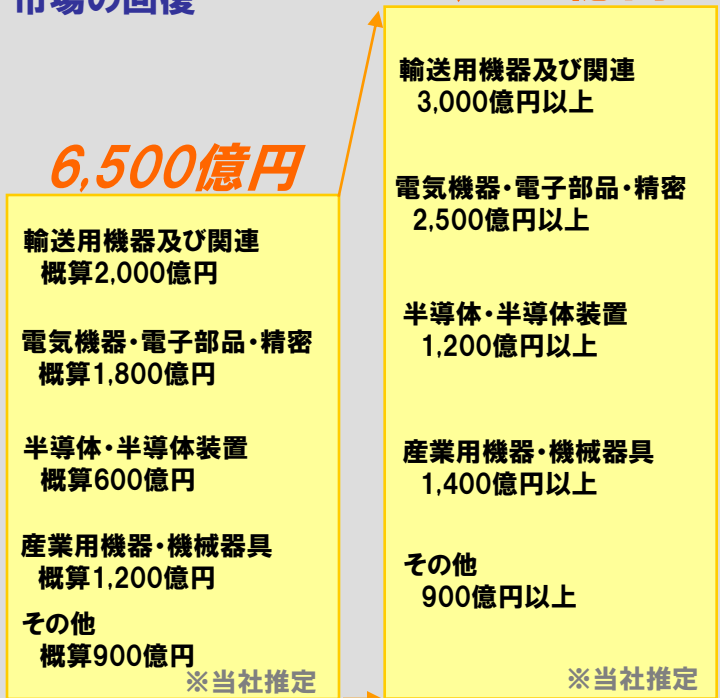 市場の回復
6,500億円
輸送用機器及び関連
概算2,000億円
電気機器・電子部品・精密
概算1,800億円
半導体・半導体装置
概算600億円
産業用機器・機械器具
概算1,200億円
その他
概算900億円
※当社推定
輸送用機器及び関連
3,000億円以上
電気機器・電子部品・精密
2,500億円以上
半導体・半導体装置
1,200億円以上
産業用機器・機械器具
1,400億円以上
その他
900億円以上
※当社推定